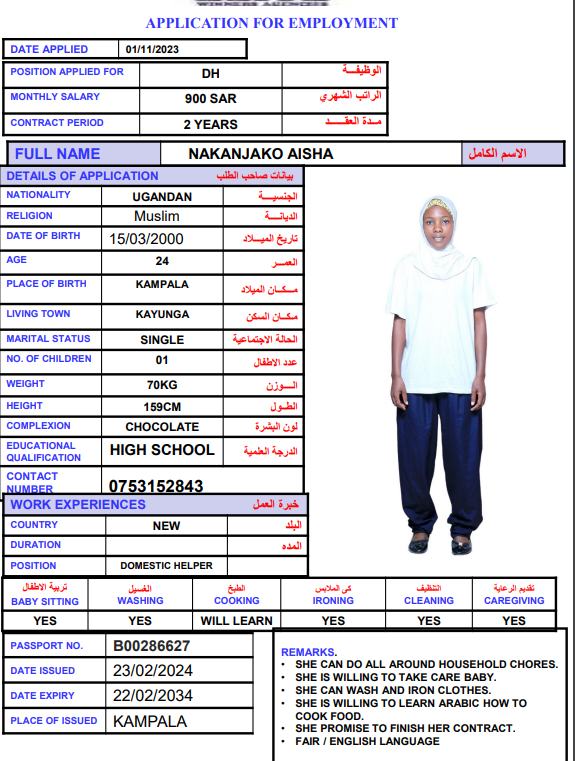 WINNERS AGENCIES
APPLICATION FOR EMPLOYMENT
DATE APPLIED 01/11/2023
POSITION APPLIED FOR DH الوظيفـــة
MONTHLY SALARY 900 SAR الراتب الشهري
CONTRACT PERIOD 2 YEARS مــدة العقــــد
FULL NAME NAKANJAKO AISHA الاسم الكامل
DETAILS OF APPLICATION بيانات صاحب الطلب
NATIONALITY UGANDAN الجنسيـــة
RELIGION Muslim الديانـــة
DATE OF BIRTH 15/03/2000 تاريخ الميــلاد
AGE 24 العمــر
PLACE OF BIRTH KAMPALA مـكــان الميلاد
LIVING TOWN KAYUNGA مـكـان السكن
MARITAL STATUS SINGLE الحالة الاجتماعية
NO. OF CHILDREN 01 عدد الاطفال
WEIGHT 70KG الـــوزن
HEIGHT 159CM الطــول
COMPLEXION CHOCOLATE لون البشرة
EDUCATIONAL QUALIFICATION HIGH SCHOOL الدرجة العلمية
CONTACT NUMBER 0753152843
WORK EXPERIENCES خبرة العمل
COUNTRY NEW البلد
DURATION المده
POSITION DOMESTIC HELPER
تربية الاطفال الغسيل الطبخ كى الملابس التنظيف تقديم الرعاية
BABY SITTING WASHING COOKING IRONING CLEANING CAREGIVING
YES YES WILL LEARN YES YES YES
PASSPORT NO. B00286627
DATE ISSUED 23/02/2024
DATE EXPIRY 22/02/2034
PLACE OF ISSUED KAMPALA
REMARKS.
• SHE CAN DO ALL AROUND HOUSEHOLD CHORES.
• SHE IS WILLING TO TAKE CARE BABY.
• SHE CAN WASH AND IRON CLOTHES.
• SHE IS WILLING TO LEARN ARABIC HOW TO
COOK FOOD.
• SHE PROMISE TO FINISH HER CONTRACT.
• FAIR / ENGLISH LANGUAGE